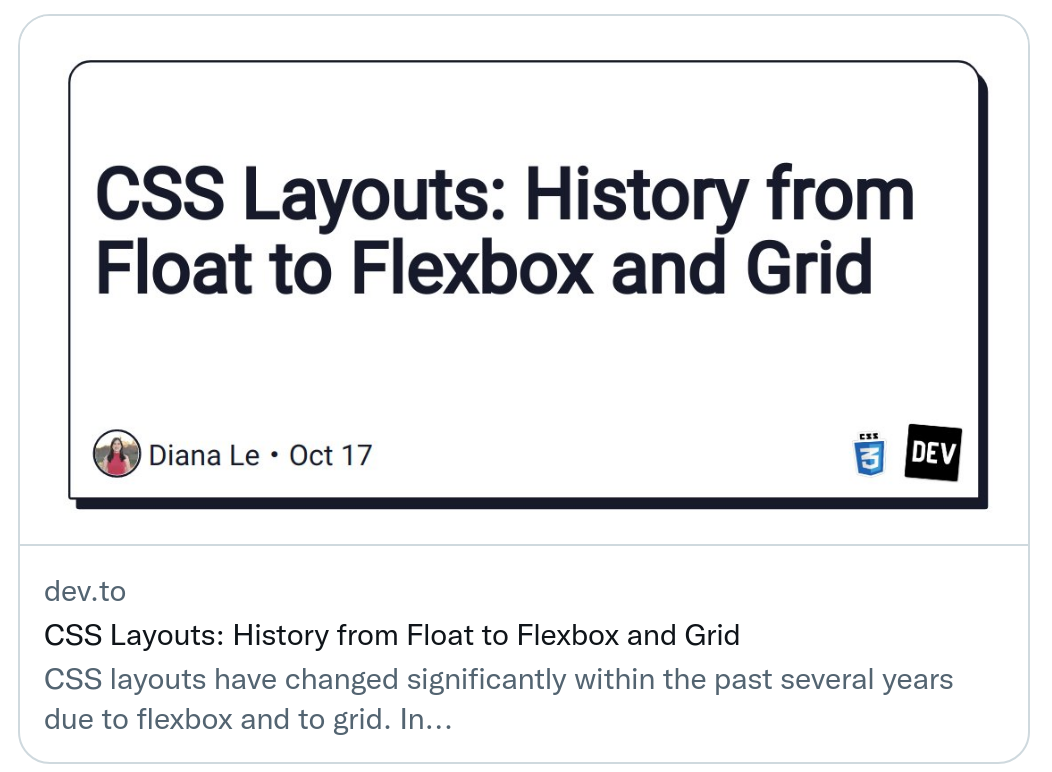 CSS Layouts: History from
Float to Flexbox and Grid
Diana Le • Oct 17
CSS
3
DEV
dev.to
CSS Layouts: History from Float to Flexbox and Grid
CSS layouts have changed significantly within the past several years
due to flexbox and to grid. In…